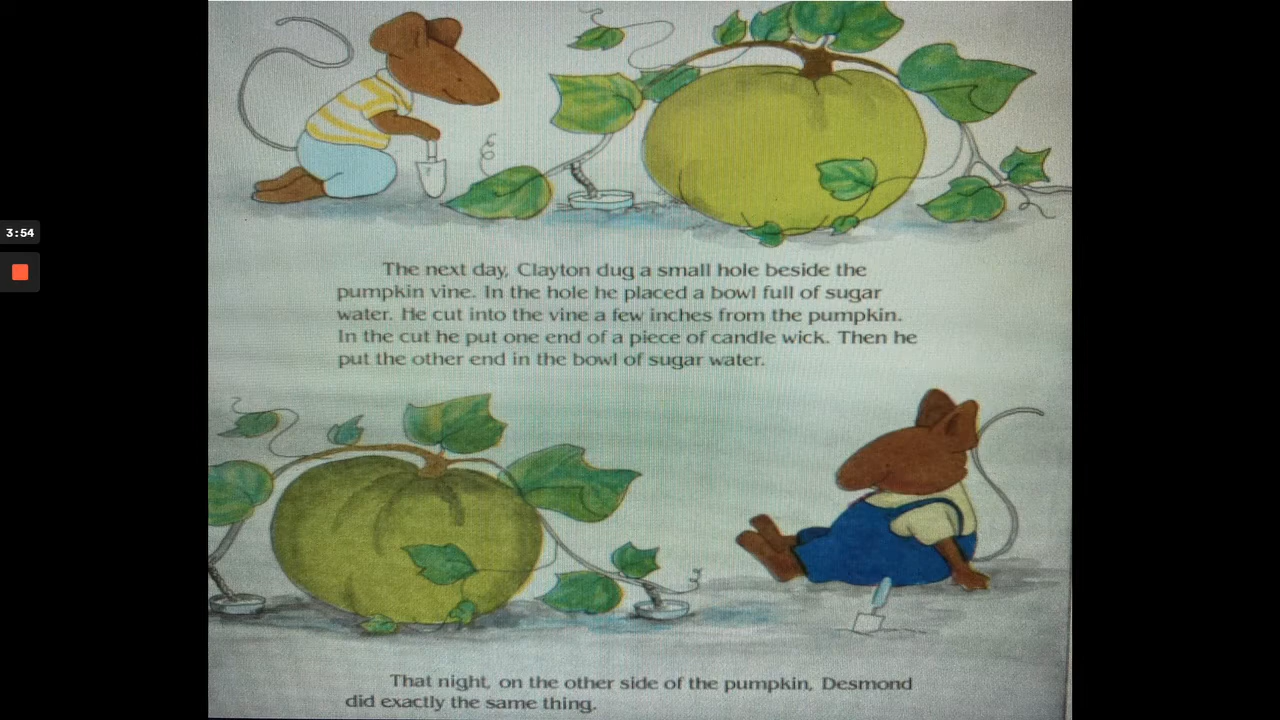 3:54
The next day, Clayton dug a small hole beside the
pumpkin vine. In the hole he placed a bowl full of sugar
water. He cut into the vine a few inches from the pumpkin.
In the cut he put one end of a piece of candle wick. Then he
put the other end in the bowl of sugar water.
That night, on the other side of the pumpkin, Desmond
did exactly the same thing.